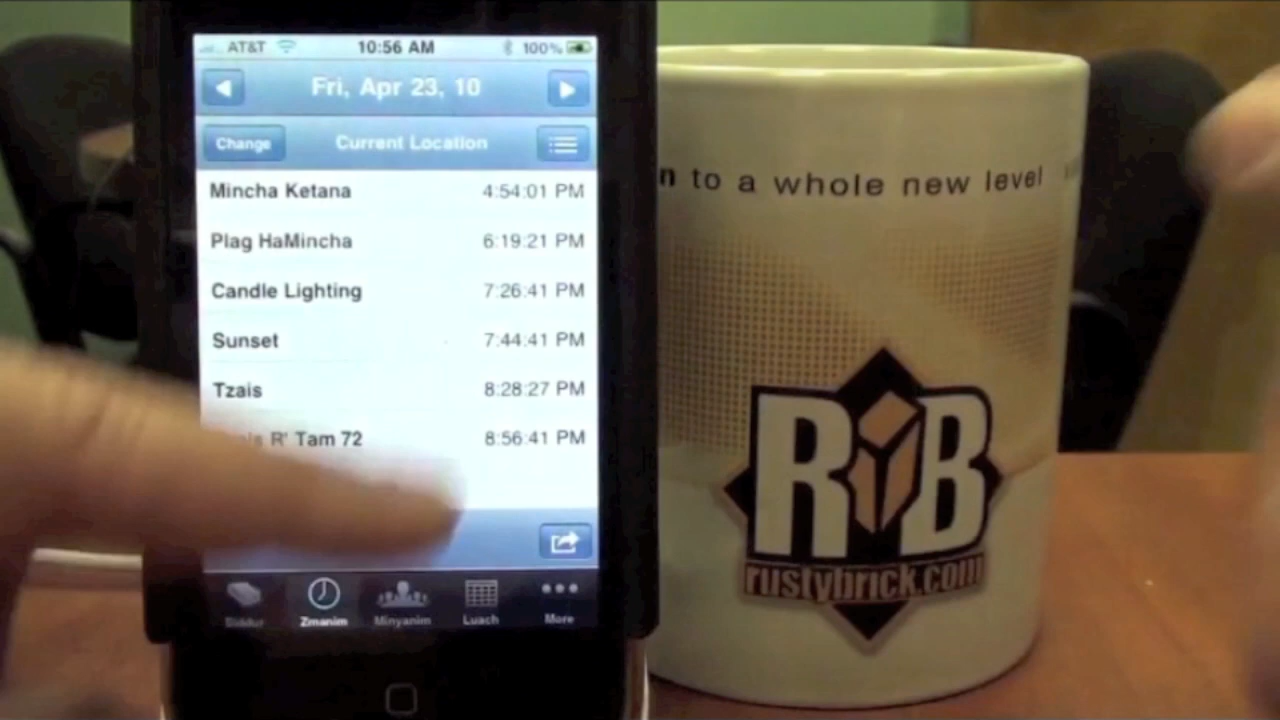 AT&T 10:56 AM 100%
Fri, Apr 23, 10
Change Current Location
Mincha Ketana 4:54:01 PM
Plag HaMincha 6:19:21 PM
Candle Lighting 7:26:41 PM
Sunset 7:44:41 PM
Tzais 8:28:27 PM
R' Tam 72 8:56:41 PM
Siddur Zmanim Minyanim Luach More
to a whole new level
RB
rustybrick.com